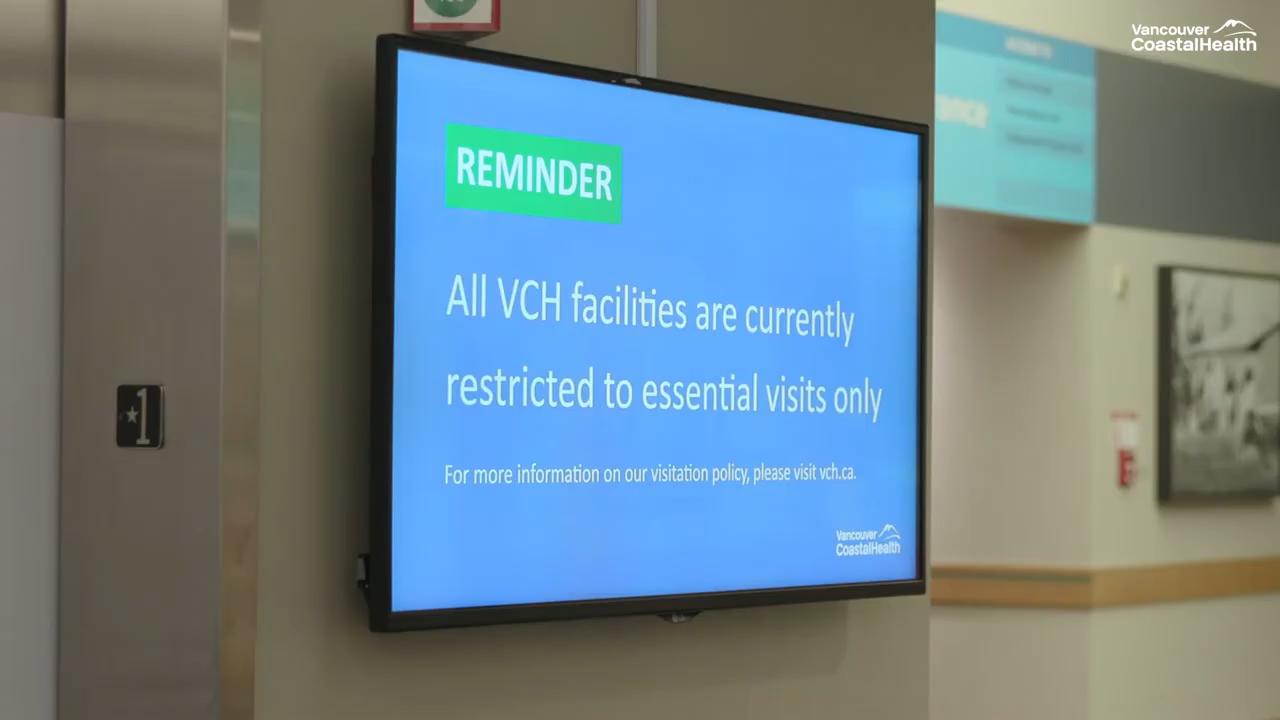 Vancouver
CoastalHealth
REMINDER
All VCH facilities are currently
restricted to essential visits only
For more information on our visitation policy, please visit vch.ca.
Vancouver
CoastalHealth
★1